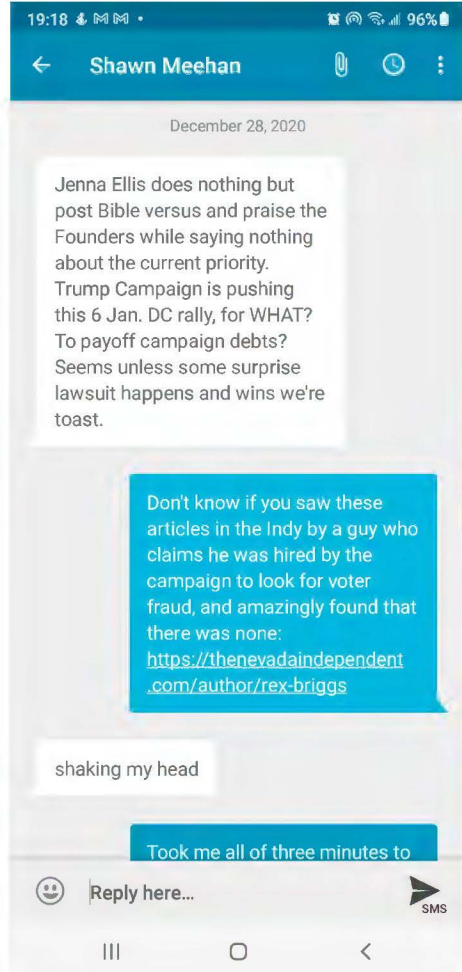 19:18 96%
Shawn Meehan
December 28, 2020
Jenna Ellis does nothing but
post Bible versus and praise the
Founders while saying nothing
about the current priority.
Trump Campaign is pushing
this 6 Jan. DC rally, for WHAT?
To payoff campaign debts?
Seems unless some surprise
lawsuit happens and wins we're
toast.
Don't know if you saw these
articles in the Indy by a guy who
claims he was hired by the
campaign to look for voter
fraud, and amazingly found that
there was none:
https://thenevadaindependent
.com/author/rex-briggs
shaking my head
Took me all of three minutes to
Reply here...
SMS